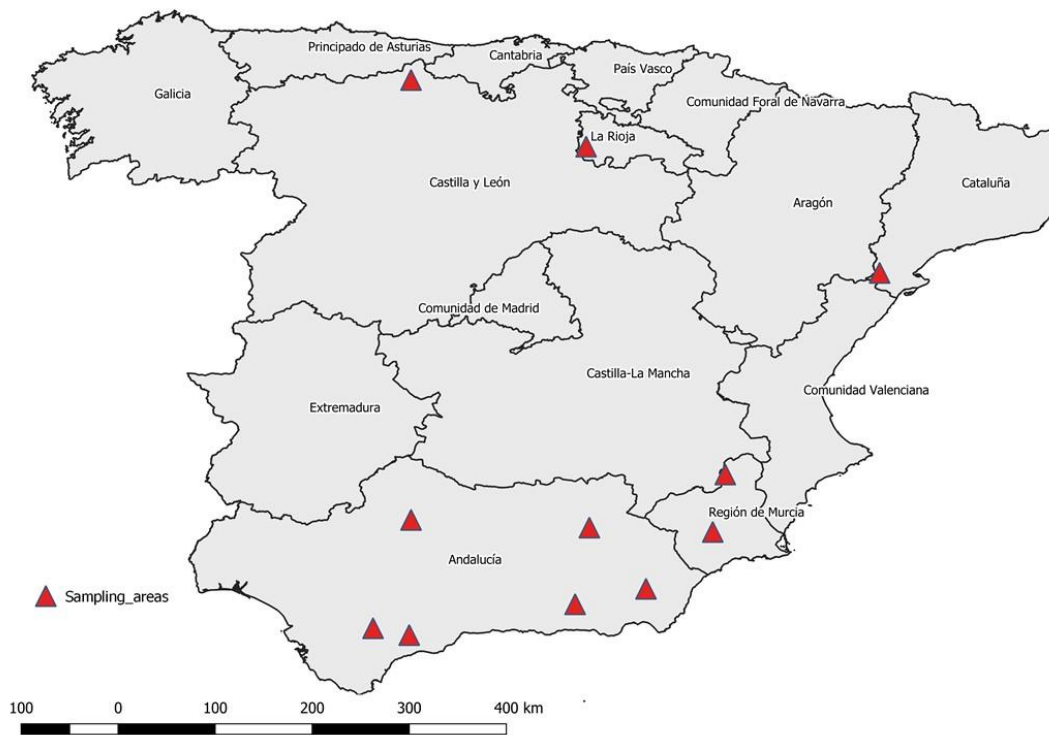 Principado de Asturias
Cantabria
País Vasco
Galicia
Comunidad Foral de Navarra
La Rioja
Castilla y León
Cataluña
Aragón
Comunidad de Madrid
Castilla-La Mancha
Comunidad Valenciana
Extremadura
Región de Murcia
Andalucía
Sampling_areas
100 0 100 200 300 400 km